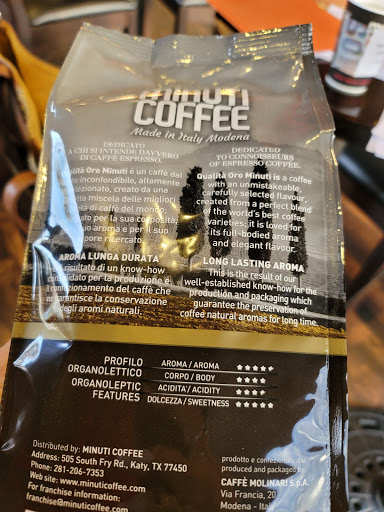 MINUTI
COFFEE
Made in Italy Modena
DEDICATO
A CHI SI INTENDE DAVVERO
DI CAFFÈ ESPRESSO.
Qualità Oro Minuti è un caffè dal
inconfondibile, altamente
selezionato, creato da una
miscela delle migliori
di caffè del mondo
per la sua corposità,
aroma e per il suo
sapore ricercato.
AROMA LUNGA DURATA
risultato di un know-how
consolidato per la produzione e
confezionamento del caffè che
garantisce la conservazione
degli aromi naturali.
DEDICATED
TO CONNOISSEURS
OF ESPRESSO COFFEE.
Qualità Oro Minuti is a coffee
with an unmistakeable,
carefully selected flavour,
created from a perfect blend
of the world's best coffee
varieties; it is loved for
its full-bodied aroma
and elegant flavour.
LONG LASTING AROMA
This is the result of our
well-established know-how for the
production and packaging which
guarantee the preservation of
coffee natural aromas for long time.
PROFILO
ORGANOLETTICO
ORGANOLEPTIC
FEATURES
AROMA / AROMA ★★★★★
CORPO / BODY ★★★★
ACIDITA' / ACIDITY ★★★★
DOLCEZZA / SWEETNESS ★★★★★
Distributed by: MINUTI COFFEE
Address: 505 South Fry Rd., Katy, TX 77450
Phone: 281-206-7353
Web site: www.minuticoffee.com
For franchise information:
franchise@minuticoffee.com
prodotto e confezionato da
produced and packaged by
CAFFÈ MOLINARI S.p.A.
Via Francia, 20
Modena - Ital